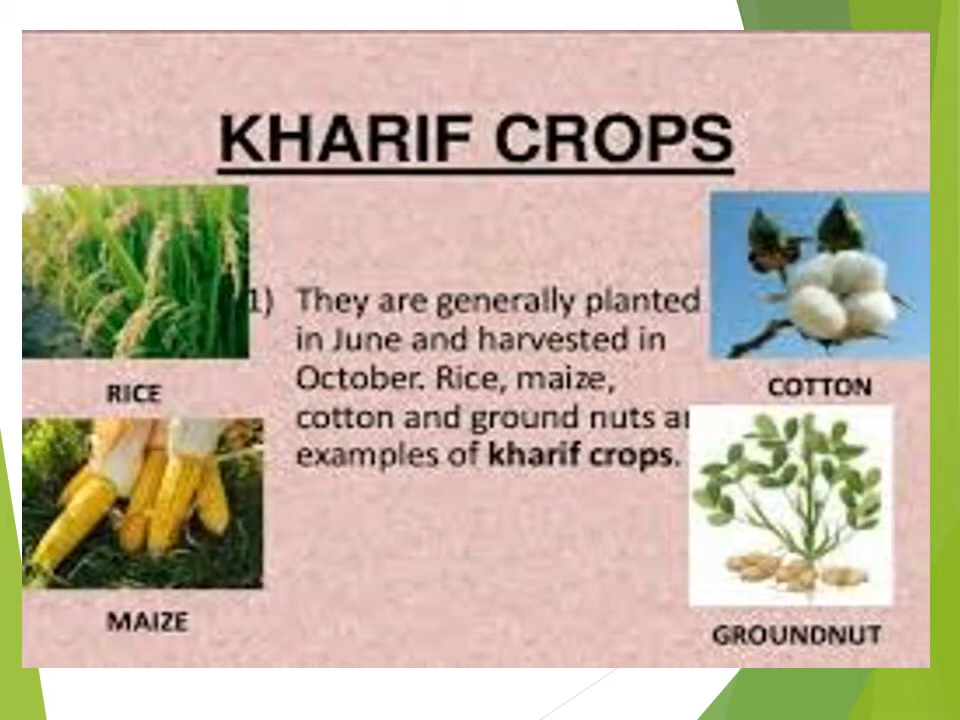 KHARIF CROPS
1) They are generally planted
in June and harvested in
October. Rice, maize,
cotton and ground nuts ar
examples of kharif crops.
RICE
COTTON
MAIZE
GROUNDNUT